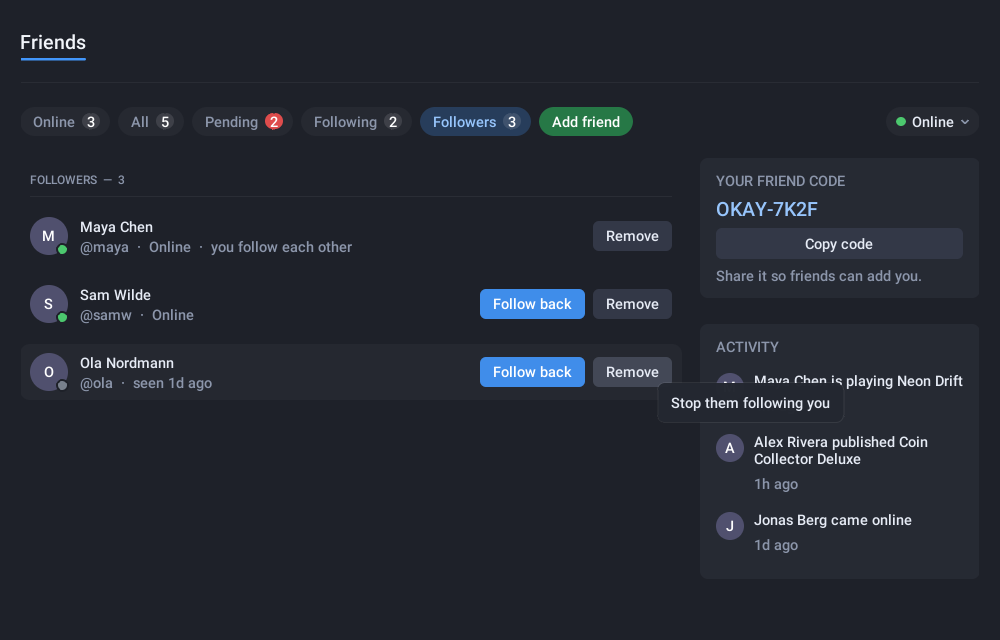 Friends
Online 3
All 5
Pending 2
Following 2
Followers 3
Add friend
Online
FOLLOWERS — 3
M
Maya Chen
@maya · Online · you follow each other
Remove
S
Sam Wilde
@samw · Online
Follow back
Remove
O
Ola Nordmann
@ola · seen 1d ago
Follow back
Remove
Stop them following you
YOUR FRIEND CODE
OKAY-7K2F
Copy code
Share it so friends can add you.
ACTIVITY
Maya Chen is playing Neon Drift
A
Alex Rivera published Coin
Collector Deluxe
1h ago
J
Jonas Berg came online
1d ago